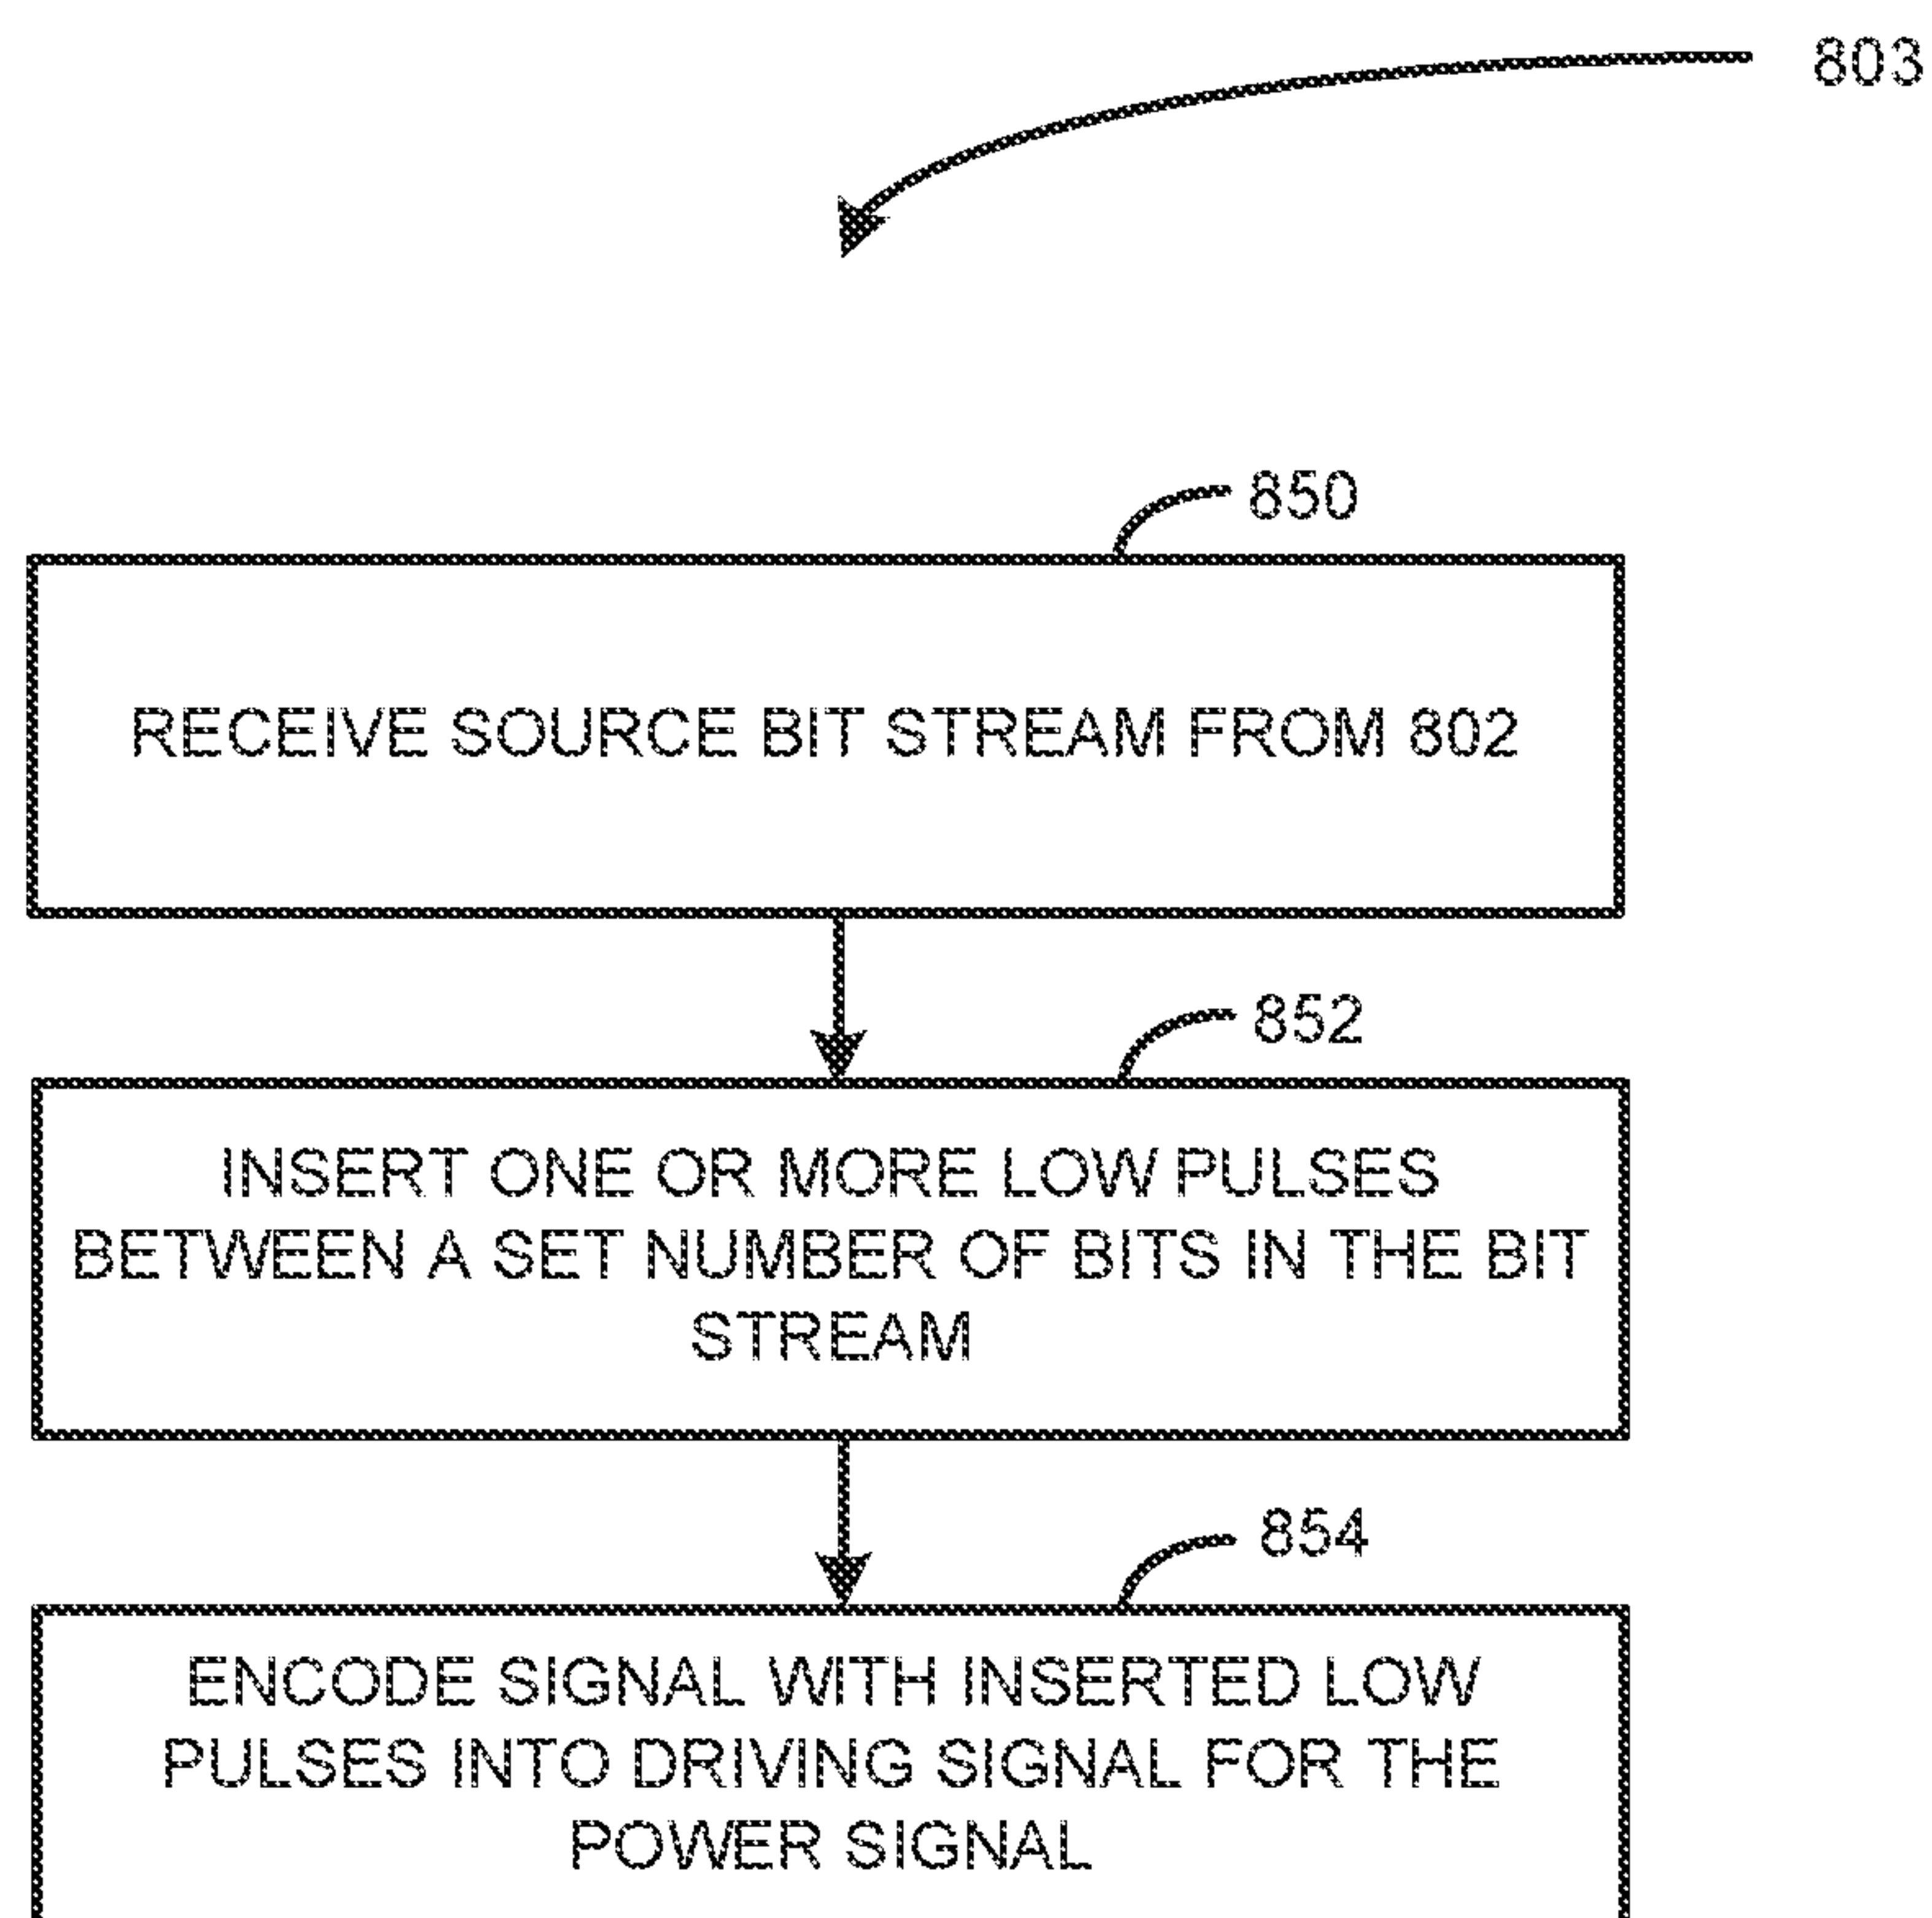 803
850
RECEIVE SOURCE BIT STREAM FROM 802
852
INSERT ONE OR MORE LOW PULSES
BETWEEN A SET NUMBER OF BITS IN THE BIT
STREAM
854
ENCODE SIGNAL WITH INSERTED LOW
PULSES INTO DRIVING SIGNAL FOR THE
POWER SIGNAL